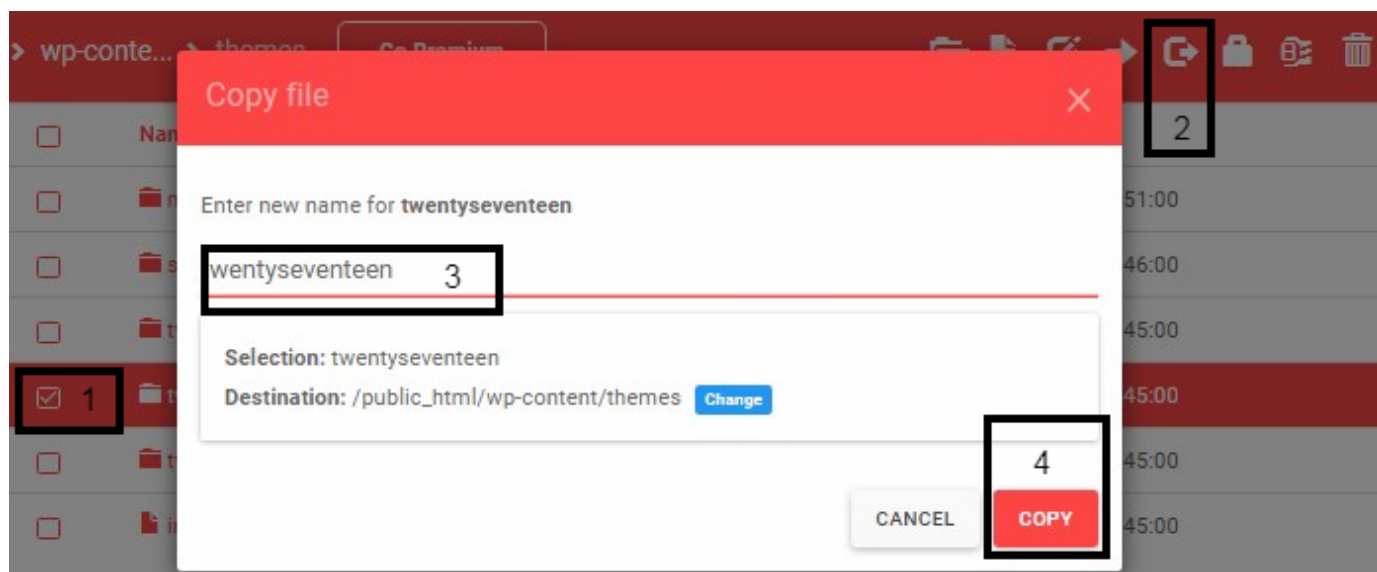 wp-conte... themes Go Premium
Copy file
2
Nan
51:00
Enter new name for twentyseventeen
46:00
wentyseventeen 3
45:00
Selection: twentyseventeen
1
Destination: /public_html/wp-content/themes Change
45:00
4
45:00
CANCEL COPY
45:00